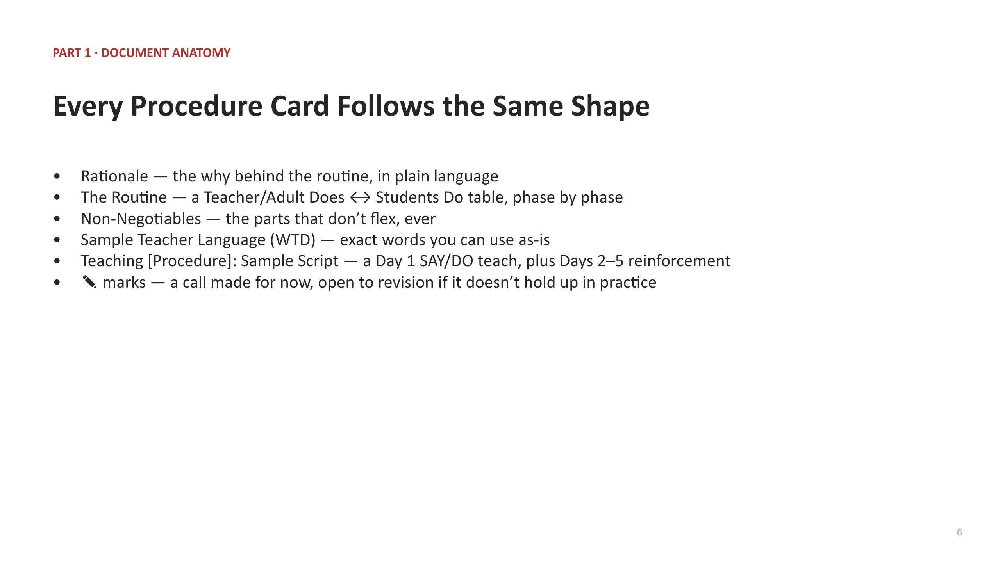 PART 1 · DOCUMENT ANATOMY
Every Procedure Card Follows the Same Shape
• Rationale — the why behind the routine, in plain language
• The Routine — a Teacher/Adult Does ↔ Students Do table, phase by phase
• Non-Negotiables — the parts that don’t flex, ever
• Sample Teacher Language (WTD) — exact words you can use as-is
• Teaching [Procedure]: Sample Script — a Day 1 SAY/DO teach, plus Days 2–5 reinforcement
• ✎ marks — a call made for now, open to revision if it doesn’t hold up in practice
6